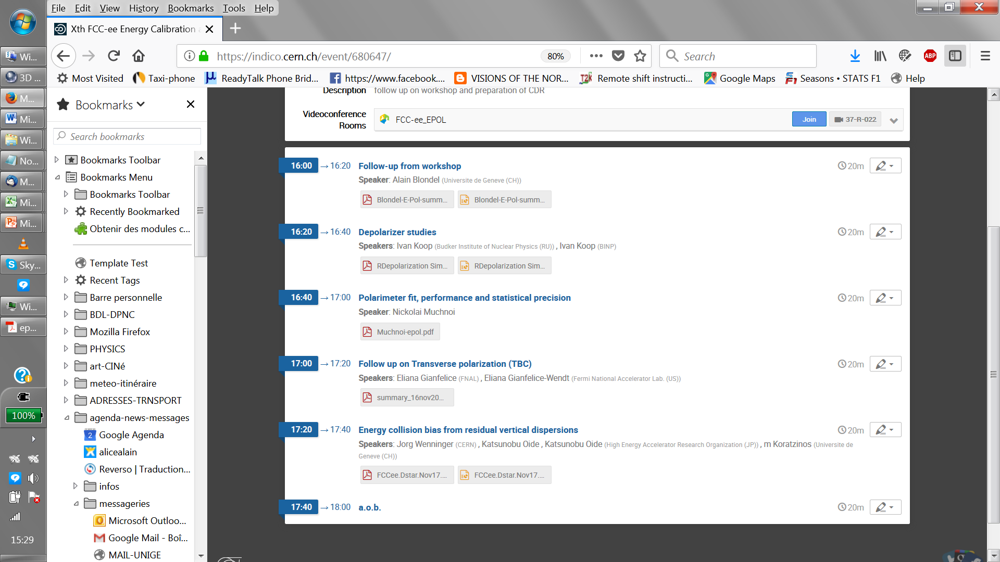 File Edit View History Bookmarks Tools Help
Xth FCC-ee Energy Calibration a
https://indico.cern.ch/event/680647/
80%
Search
Most Visited
Taxi-phone
ReadyTalk Phone Brid...
https://www.facebook....
VISIONS OF THE NOR...
Remote shift instructi...
Google Maps
Seasons • STATS F1
Help
Wi...
3D ...
M...
Mi...
Wi...
No...
M...
Mi...
Mi...
Sky...
Wi...
ep...
100%
15:29
Bookmarks
Search bookmarks
Bookmarks Toolbar
Bookmarks Menu
Bookmarks Toolbar
Recently Bookmarked
Obtenir des modules c...
Template Test
Recent Tags
Barre personnelle
BDL-DPNC
Mozilla Firefox
PHYSICS
art-CINé
meteo-itinéraire
ADRESSES-TRNSPORT
agenda-news-messages
2 Google Agenda
alicealain
Reverso | Traduction...
infos
messageries
Microsoft Outloo...
Google Mail - Boî...
MAIL-UNIGE
Description follow up on workshop and preparation of CDR
Videoconference
Rooms
FCC-ee_EPOL
Join
37-R-022
16:00 → 16:20 Follow-up from workshop 20m
Speaker: Alain Blondel (Universite de Geneve (CH))
Blondel-E-Pol-summ... Blondel-E-Pol-summ...
16:20 → 16:40 Depolarizer studies 20m
Speakers: Ivan Koop (Budker Institute of Nuclear Physics (RU)) , Ivan Koop (BINP)
RDepolarization Sim... RDepolarization Sim...
16:40 → 17:00 Polarimeter fit, performance and statistical precision 20m
Speaker: Nickolai Muchnoi
Muchnoi-epol.pdf
17:00 → 17:20 Follow up on Transverse polarization (TBC) 20m
Speakers: Eliana Gianfelice (FNAL) , Eliana Gianfelice-Wendt (Fermi National Accelerator Lab. (US))
summary_16nov20...
17:20 → 17:40 Energy collision bias from residual vertical dispersions 20m
Speakers: Jorg Wenninger (CERN) , Katsunobu Oide , Katsunobu Oide (High Energy Accelerator Research Organization (JP)) , m Koratzinos (Universite de
Geneve (CH))
FCCee.Dstar.Nov17.... FCCee.Dstar.Nov17....
17:40 → 18:00 a.o.b. 20m
ABP